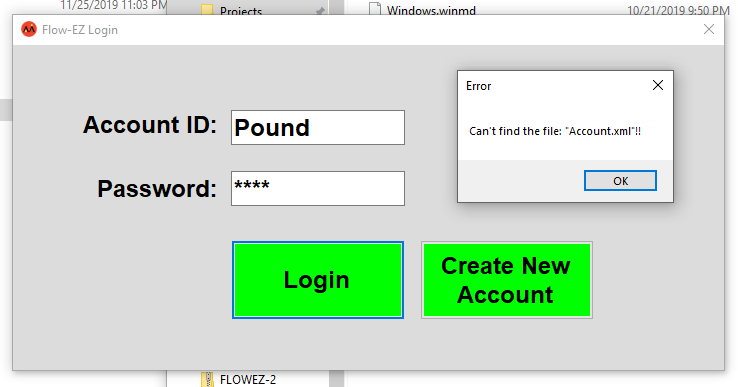 11/25/2019 11:03 PM
Projects
Windows.winmd
10/21/2019 9:50 PM
Flow-EZ Login
Error
Can't find the file: "Account.xml"!!
OK
Account ID:
Pound
Password:
****
Login
Create New
Account
FLOWEZ-2